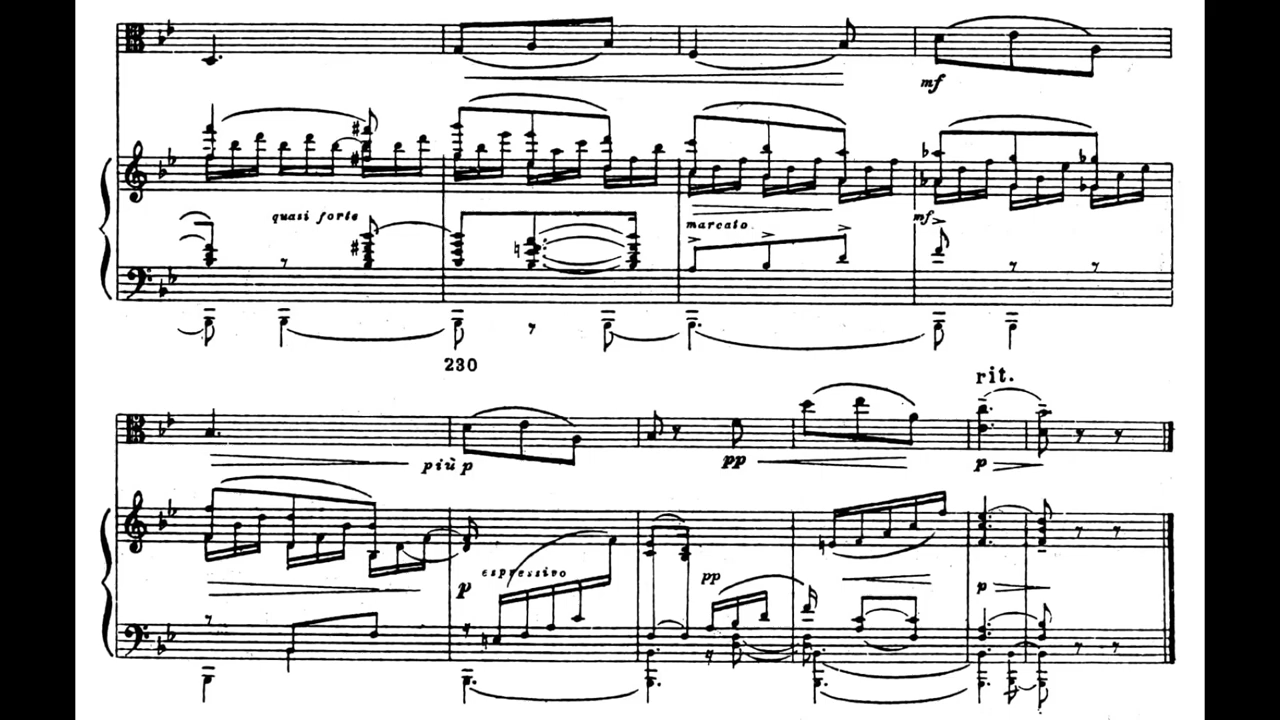 mf
quasi forte
marcato
mf
230
rit.
più p
pp
p
espressivo
p
pp
p